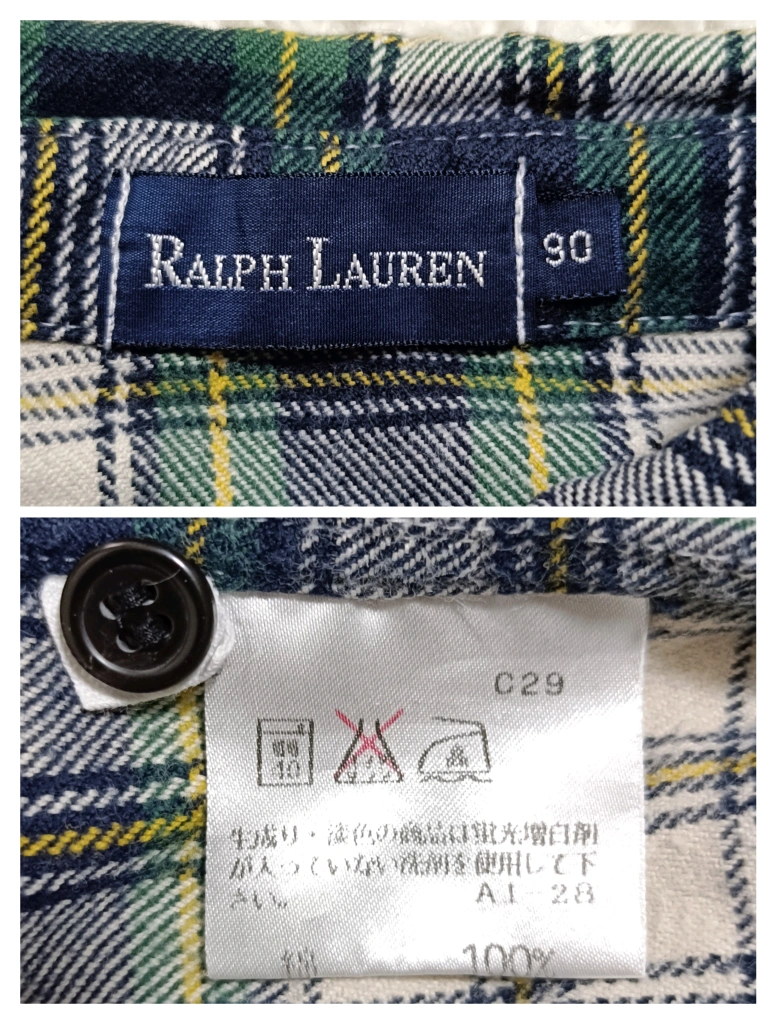 RALPH LAUREN
90
C29
40
生成り・淡色の商品は蛍光増白剤
が入っていない洗剤を使用して下
さい。 A1-28
綿 100%